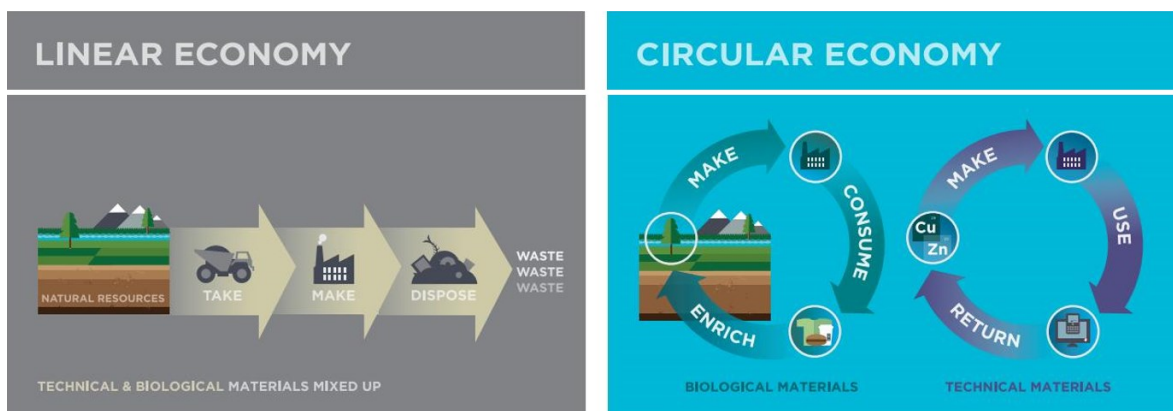 LINEAR ECONOMY
NATURAL RESOURCES
TAKE
MAKE
DISPOSE
WASTE
WASTE
WASTE
TECHNICAL & BIOLOGICAL MATERIALS MIXED UP
CIRCULAR ECONOMY
MAKE
CONSUME
ENRICH
BIOLOGICAL MATERIALS
MAKE
USE
RETURN
Cu
Zn
TECHNICAL MATERIALS